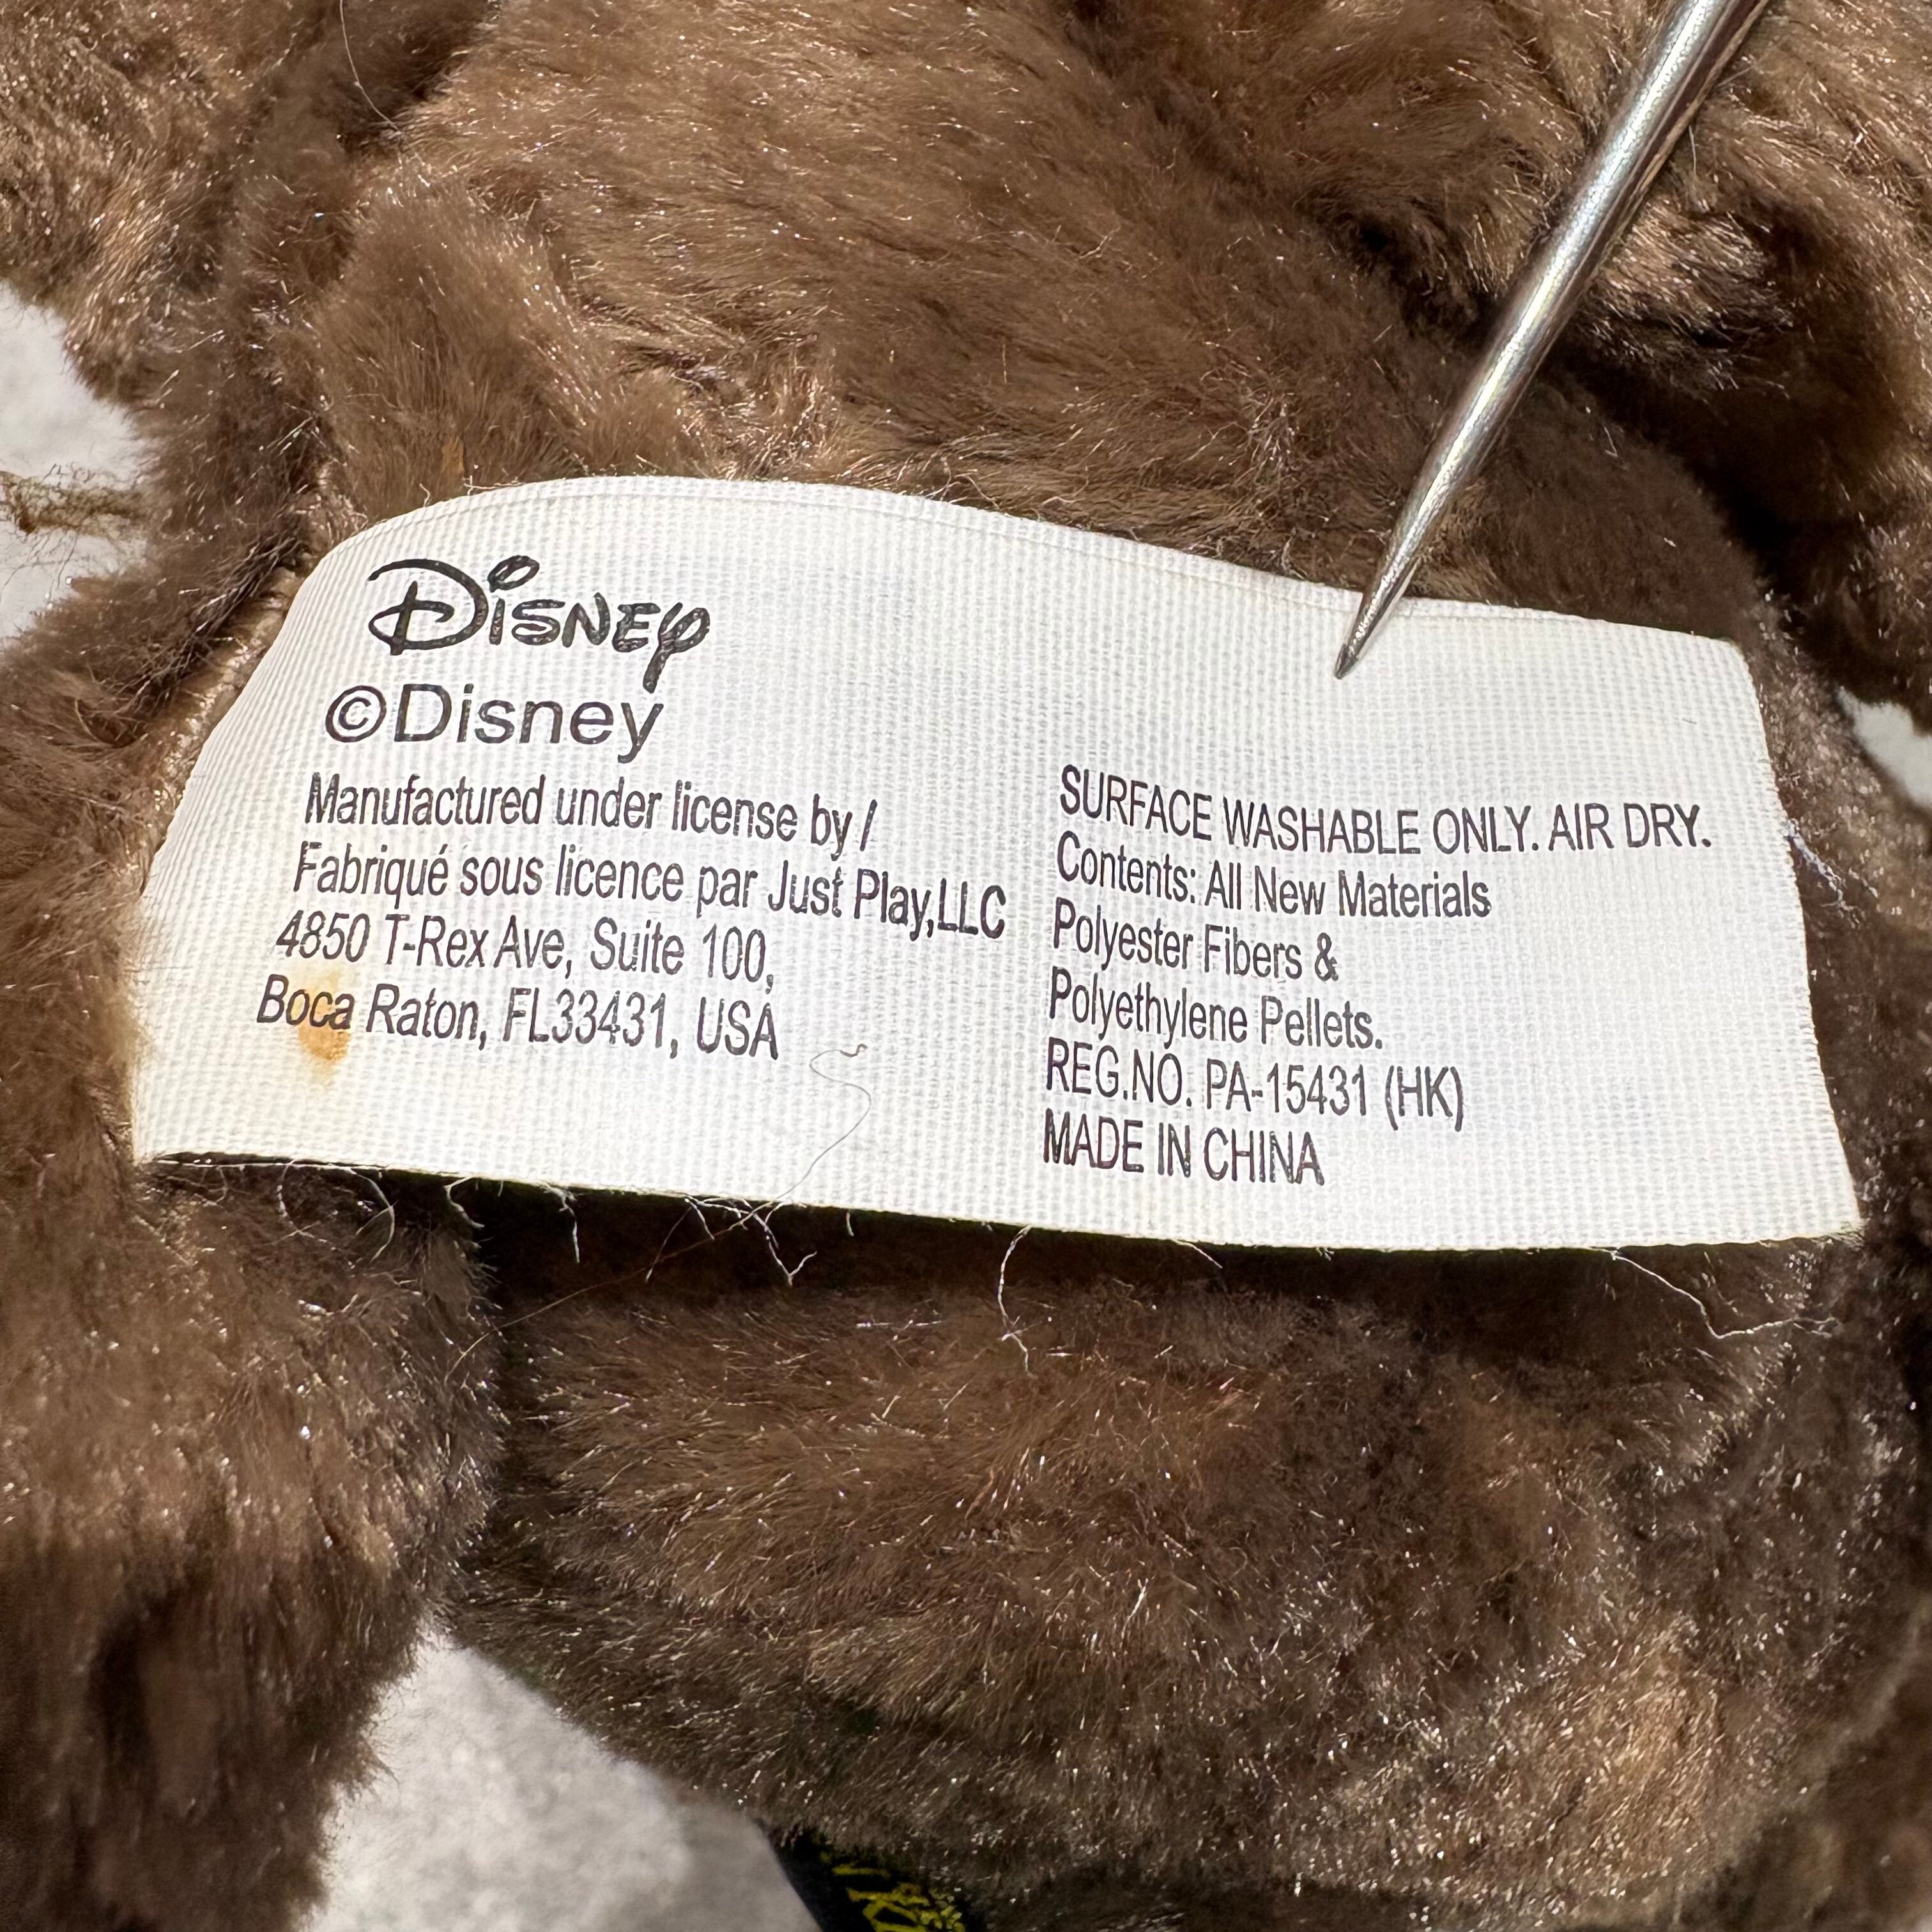 Disney
©Disney
Manufactured under license by /
Fabriqué sous licence par Just Play,LLC
4850 T-Rex Ave, Suite 100,
Boca Raton, FL33431, USA
SURFACE WASHABLE ONLY. AIR DRY.
Contents: All New Materials
Polyester Fibers &
Polyethylene Pellets.
REG.NO. PA-15431 (HK)
MADE IN CHINA